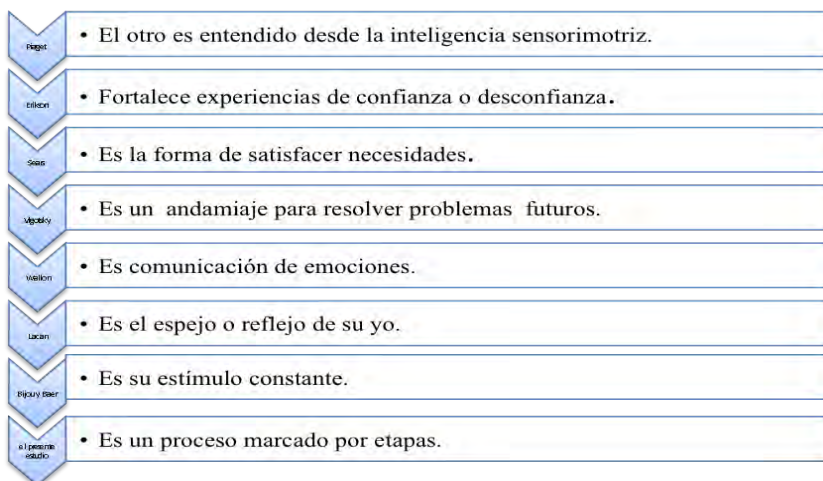 Piaget
• El otro es entendido desde la inteligencia sensorimotriz.
Erikson
• Fortalece experiencias de confianza o desconfianza.
Sears
• Es la forma de satisfacer necesidades.
Vigotsky
• Es un andamiaje para resolver problemas futuros.
Wallon
• Es comunicación de emociones.
Lacan
• Es el espejo o reflejo de su yo.
Bijou y Baer
• Es su estímulo constante.
el presente
estudio
• Es un proceso marcado por etapas.